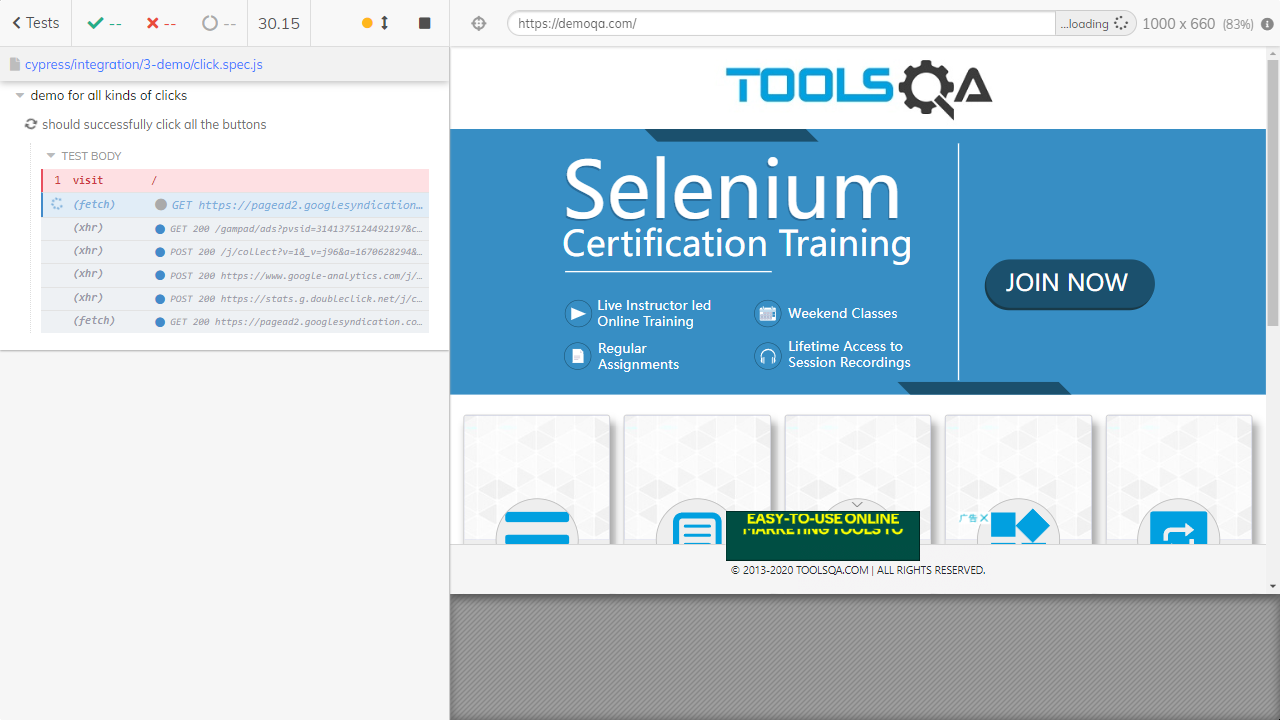 Tests
--
--
--
30.15
https://demoqa.com/
...loading
1000 x 660 (83%)
cypress/integration/3-demo/click.spec.js
demo for all kinds of clicks
should successfully click all the buttons
TEST BODY
1 visit /
(fetch) GET https://pagead2.googlesyndication...
(xhr) GET 200 /gampad/ads?pvsid=3141375124492197&c...
(xhr) POST 200 /j/collect?v=1&_v=j96&a=1670628294&...
(xhr) POST 200 https://www.google-analytics.com/j/...
(xhr) POST 200 https://stats.g.doubleclick.net/j/c...
(fetch) GET 200 https://pagead2.googlesyndication.co...
TOOLSQA
Selenium
Certification Training
Live Instructor led
Online Training
Weekend Classes
Regular
Assignments
Lifetime Access to
Session Recordings
JOIN NOW
EASY-TO-USE ONLINE
MARKETING TOOLS TO
广告
© 2013-2020 TOOLSQA.COM | ALL RIGHTS RESERVED.